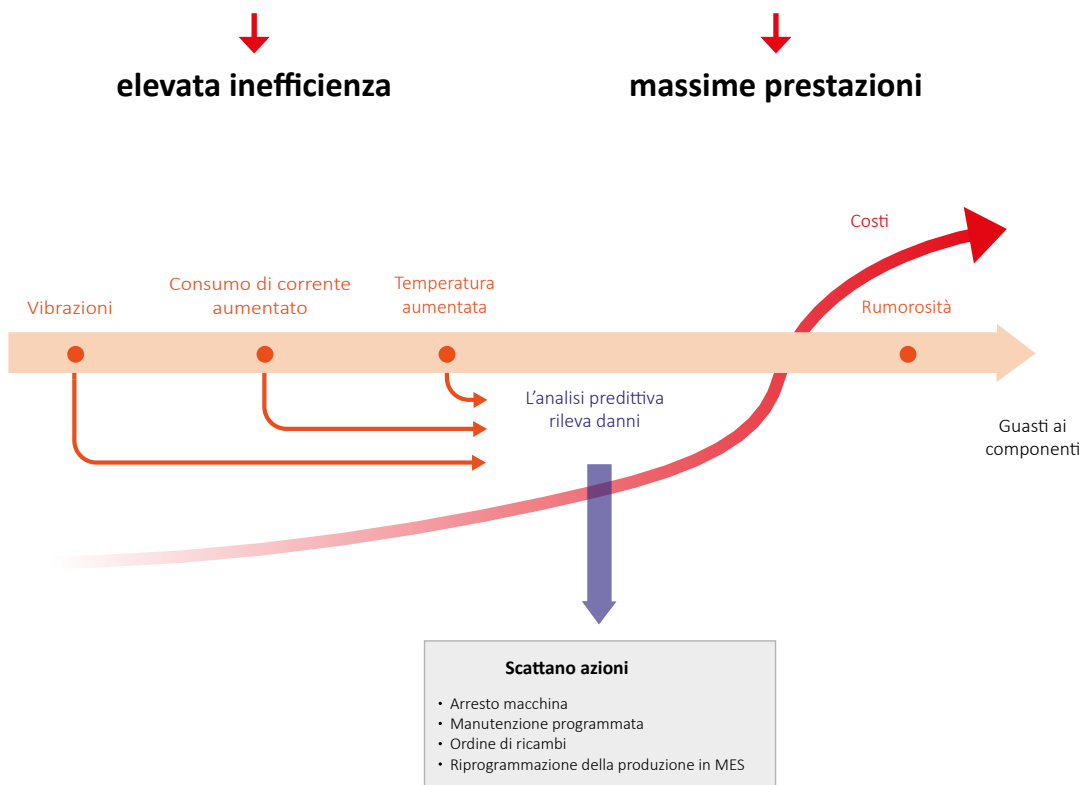 elevata inefficienza
massime prestazioni
Costi
Vibrazioni
Consumo di corrente
aumentato
Temperatura
aumentata
Rumorosità
L'analisi predittiva
rileva danni
Guasti ai
componenti
Scattano azioni
• Arresto macchina
• Manutenzione programmata
• Ordine di ricambi
• Riprogrammazione della produzione in MES